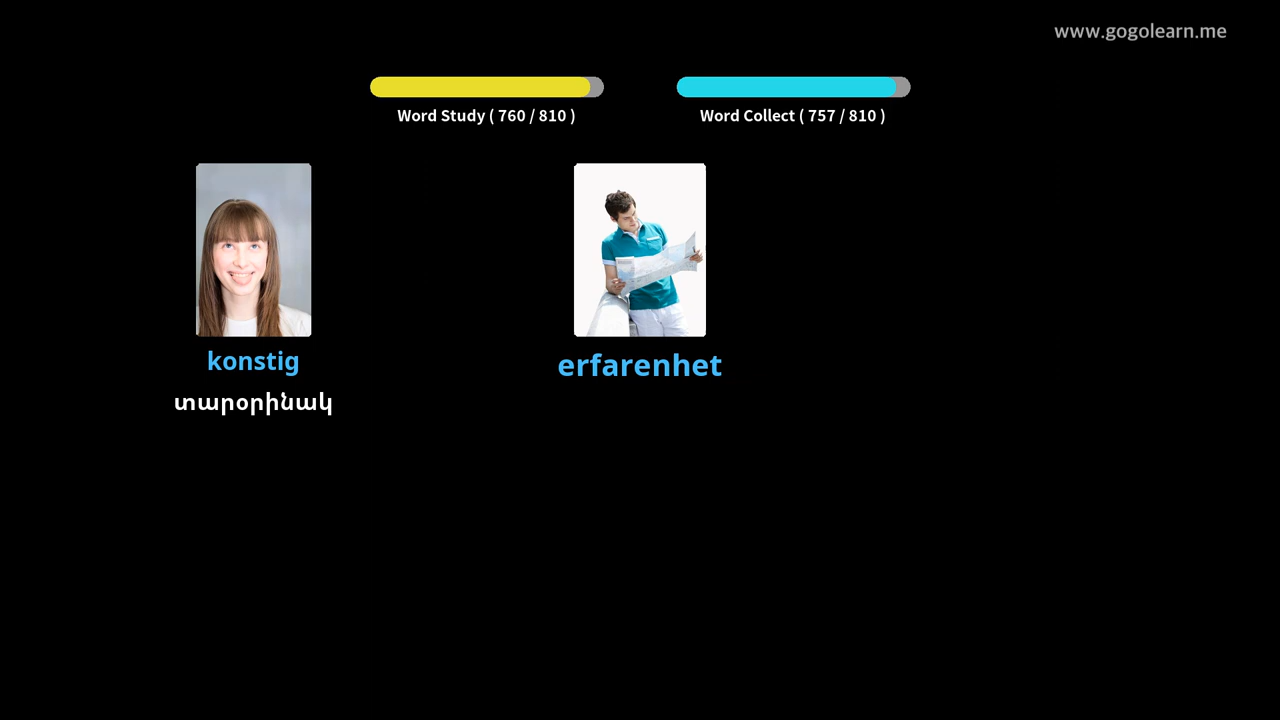 www.gogolearn.me
Word Study ( 760 / 810 )
Word Collect ( 757 / 810 )
konstig
տարօրինակ
erfarenhet